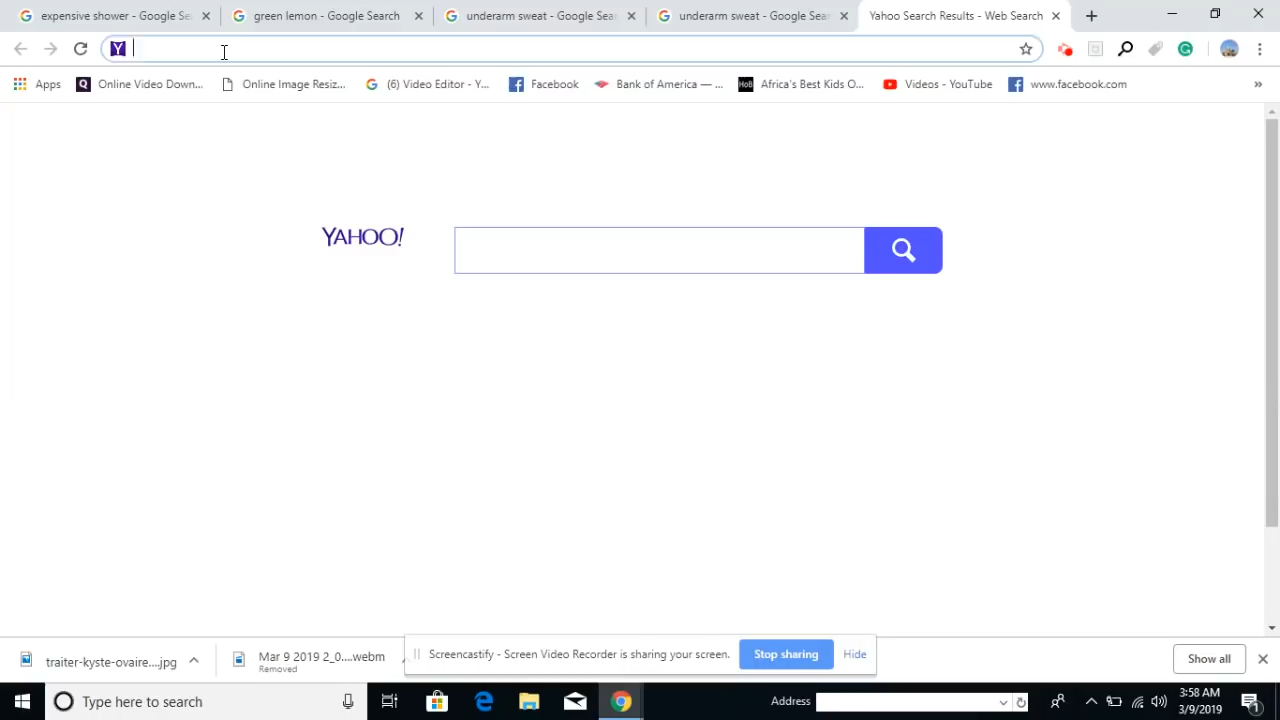 expensive shower - Google Sea
green lemon - Google Search
underarm sweat - Google Sear
underarm sweat - Google Sear
Yahoo Search Results - Web Search
Apps
Online Video Down...
Online Image Resiz...
(6) Video Editor - Y...
Facebook
Bank of America — ...
HoB
Africa's Best Kids O...
Videos - YouTube
www.facebook.com
YAHOO!
traiter-kyste-ovaire....jpg
Mar 9 2019 2_0....webm
Removed
Screencastify - Screen Video Recorder is sharing your screen.
Stop sharing
Hide
Show all
Type here to search
Address
3:58 AM
3/9/2019
1